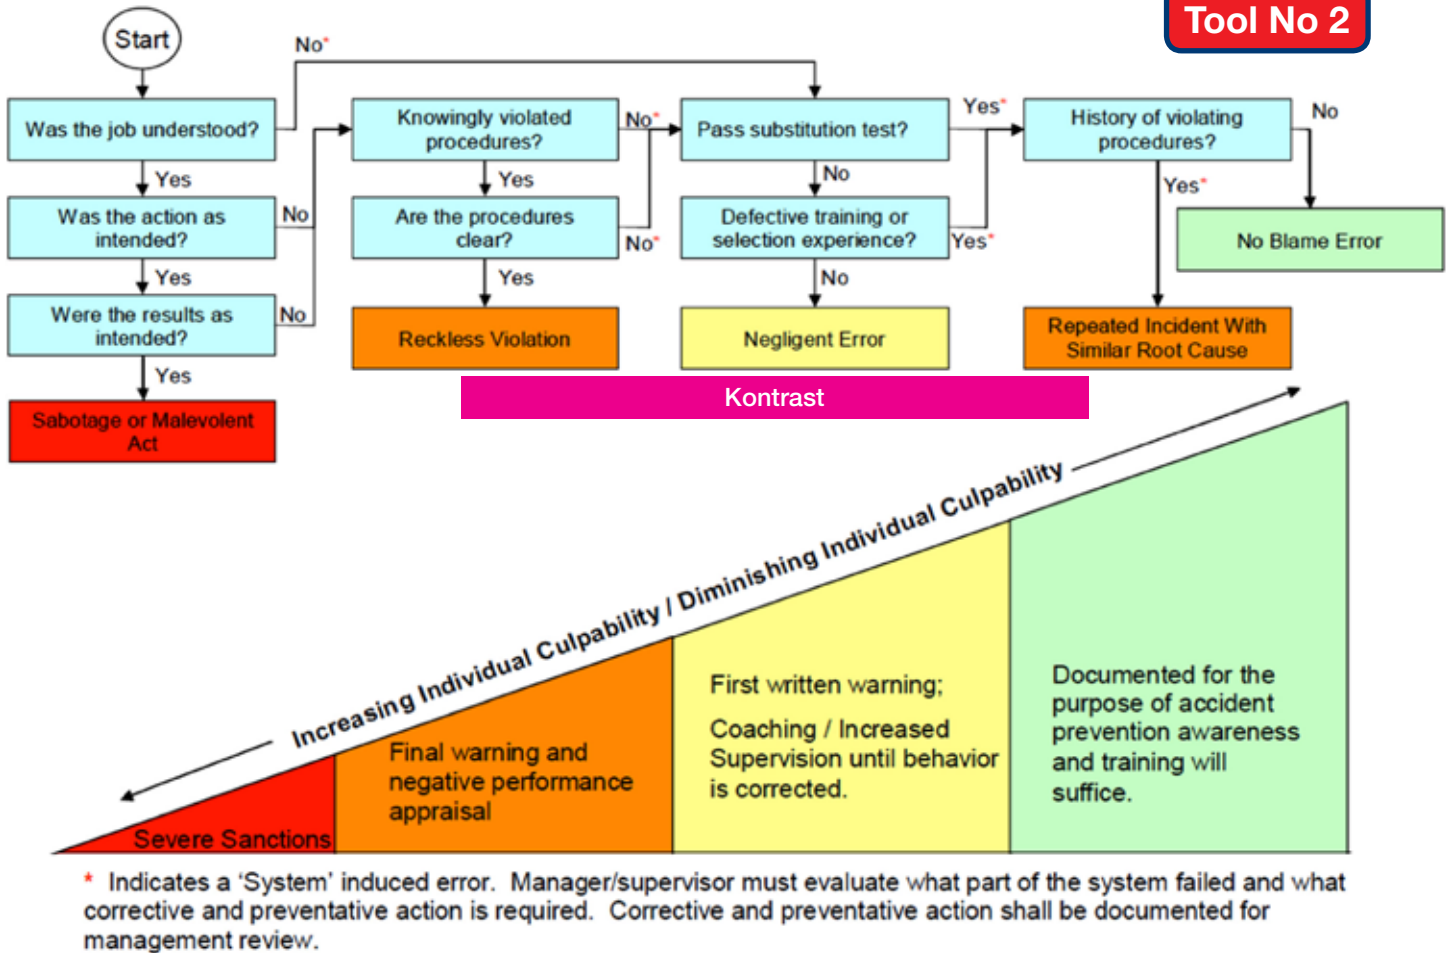 Tool No 2
Start
No*
Was the job understood?
Yes
Was the action as
intended?
No
Yes
Were the results as
intended?
No
Yes
Sabotage or Malevolent
Act
Knowingly violated
procedures?
No*
Yes
Are the procedures
clear?
No*
Yes
Reckless Violation
Pass substitution test?
Yes*
No
Defective training or
selection experience?
Yes*
No
Negligent Error
History of violating
procedures?
No
Yes*
No Blame Error
Repeated Incident With
Similar Root Cause
Kontrast
Increasing Individual Culpability / Diminishing Individual Culpability
Severe Sanctions
Final warning and
negative performance
appraisal
First written warning;
Coaching / Increased
Supervision until behavior
is corrected.
Documented for the
purpose of accident
prevention awareness
and training will
suffice.
* Indicates a ‘System’ induced error. Manager/supervisor must evaluate what part of the system failed and what
corrective and preventative action is required. Corrective and preventative action shall be documented for
management review.